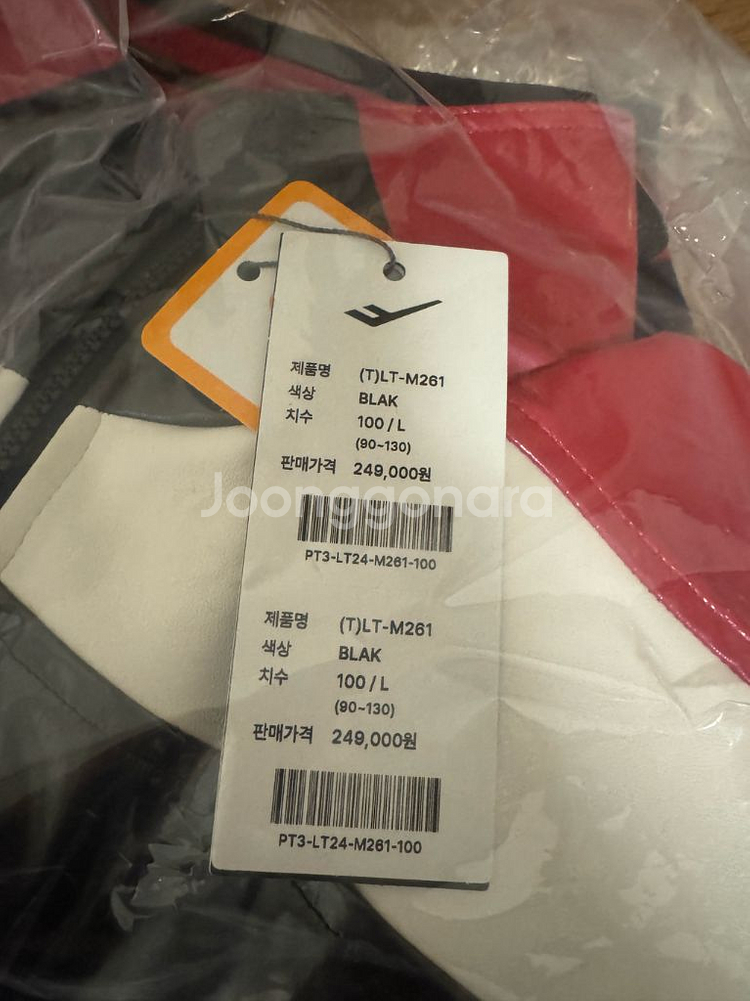 제품명 (T)LT-M261
색상 BLAK
치수 100 / L
(90~130)
판매가격 249,000원
Joonggonara
PT3-LT24-M261-100
제품명 (T)LT-M261
색상 BLAK
치수 100 / L
(90~130)
판매가격 249,000원
PT3-LT24-M261-100